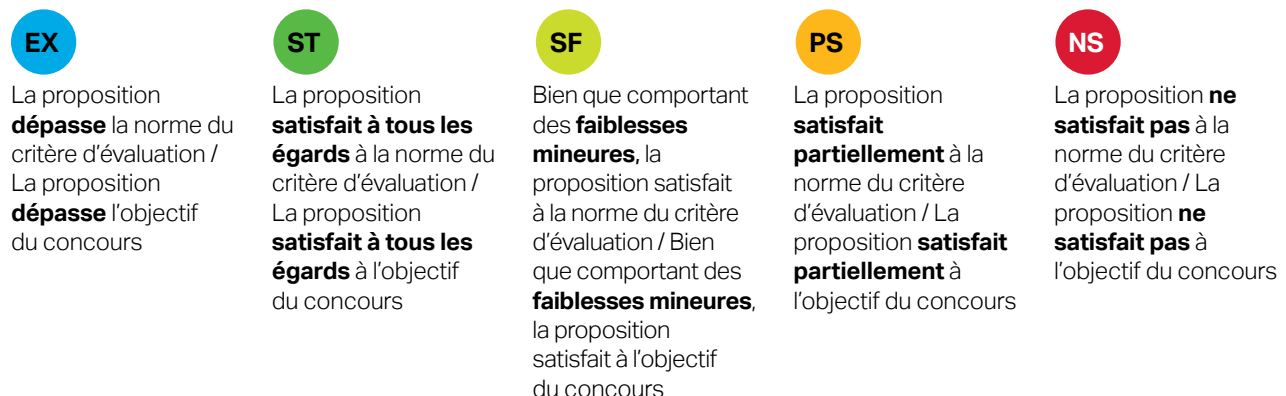 EX
La proposition
dépasse la norme du
critère d’évaluation /
La proposition
dépasse l’objectif
du concours
ST
La proposition
satisfait à tous les
égards à la norme du
critère d’évaluation /
La proposition
satisfait à tous les
égards à l’objectif
du concours
SF
Bien que comportant
des faiblesses
mineures, la
proposition satisfait
à la norme du critère
d’évaluation / Bien
que comportant des
faiblesses mineures,
la proposition
satisfait à l’objectif
du concours
PS
La proposition
satisfait
partiellement à la
norme du critère
d’évaluation / La
proposition satisfait
partiellement à
l’objectif du concours
NS
La proposition ne
satisfait pas à la
norme du critère
d’évaluation / La
proposition ne
satisfait pas à
l’objectif du concours